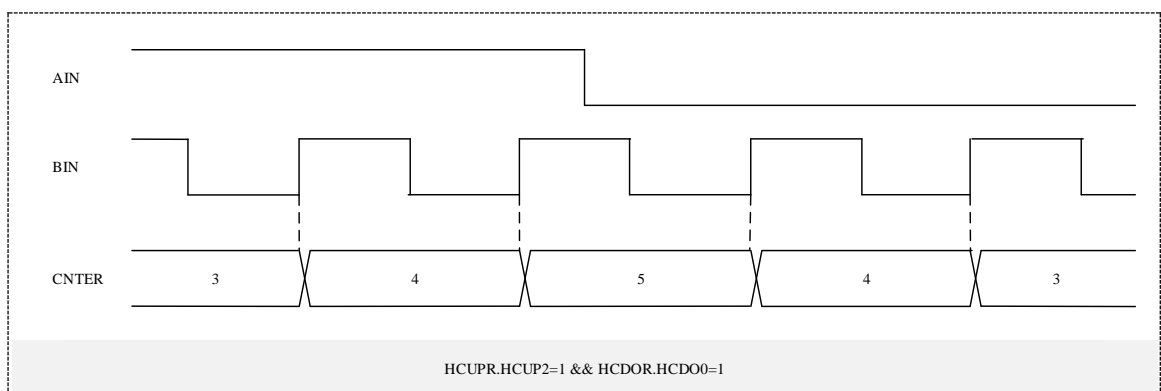 AIN
BIN
CNTER 3 4 5 4 3
HCUPR.HCUP2=1 && HCDOR.HCDO0=1